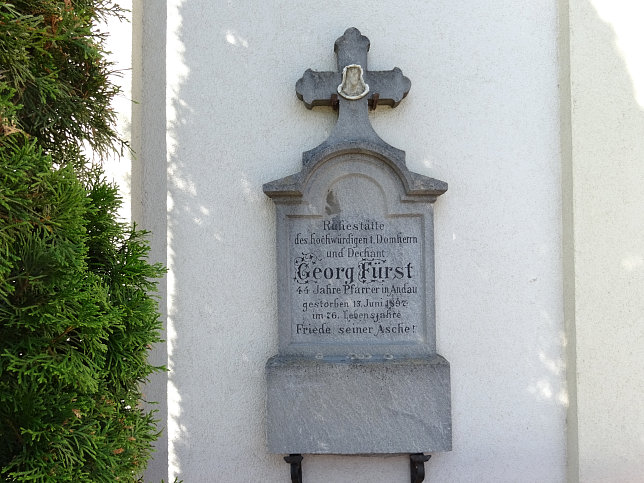 Ruhestätte
des hochwürdigen t. Domherrn
und Dechant
Georg Fürst
44 Jahre Pfarrer in Andau
gestorben 13. Juni 1897
im 76. Lebensjahre
Friede seiner Asche!